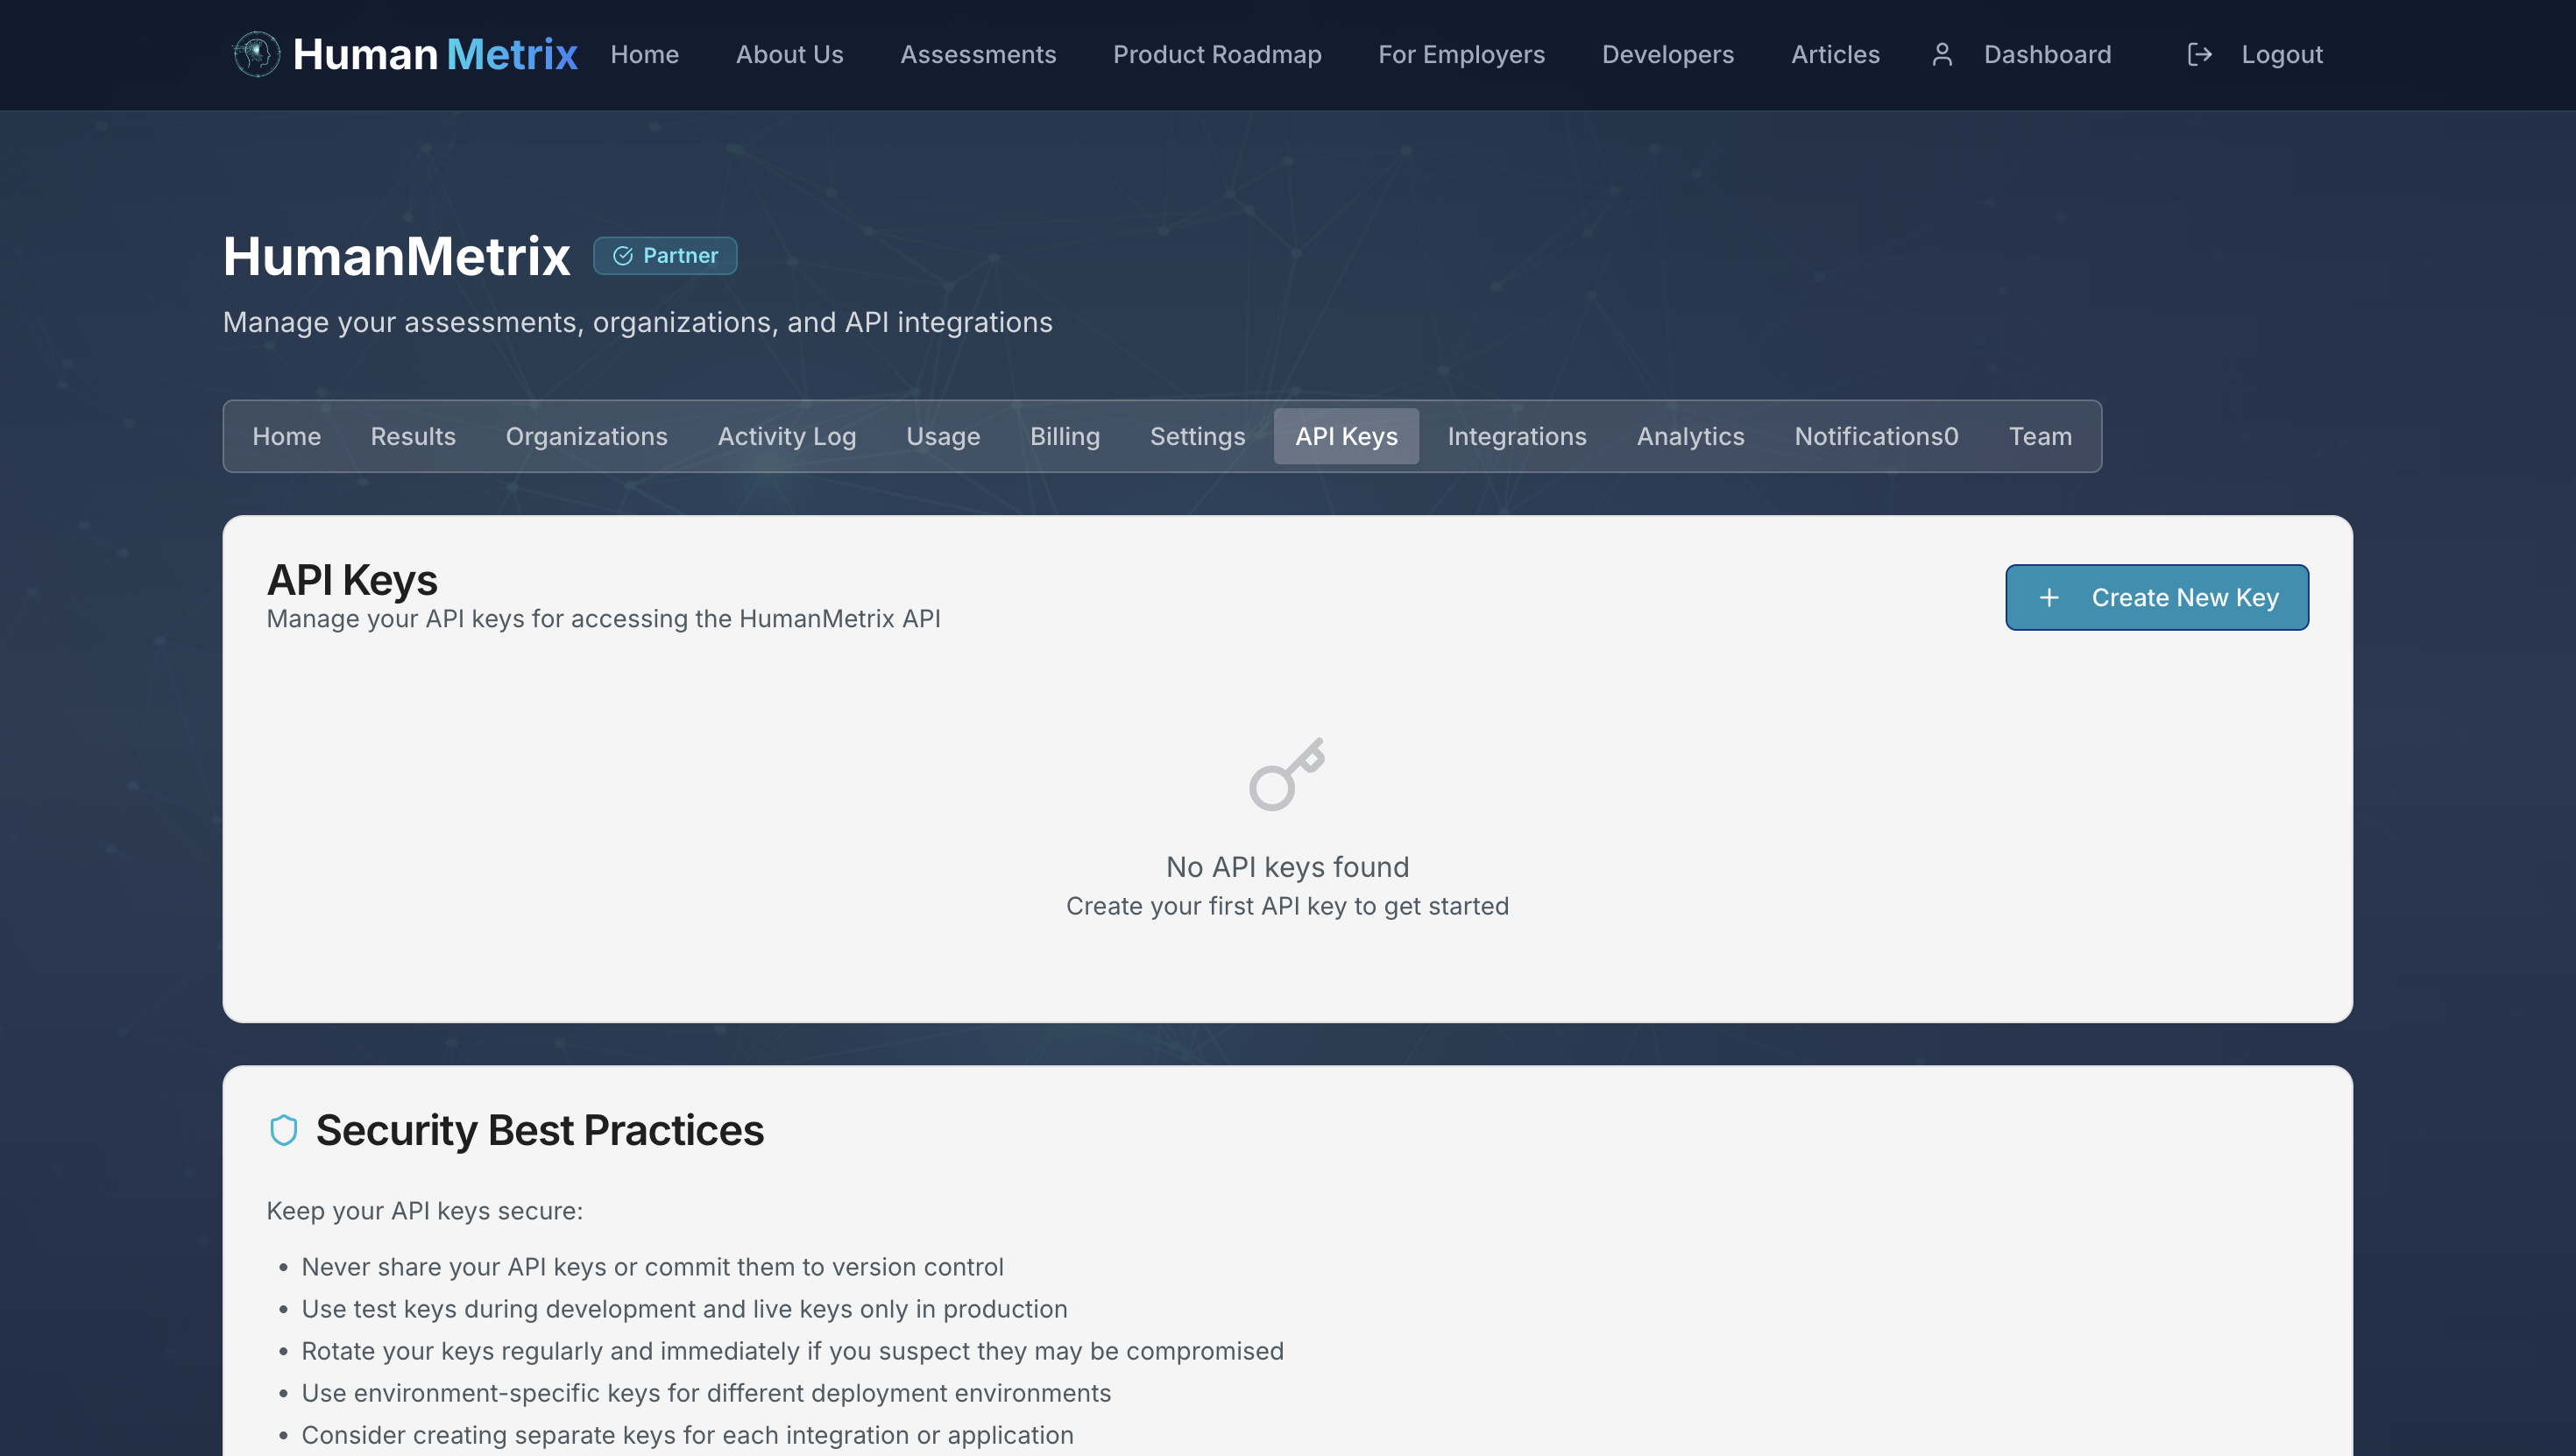 Human Metrix Home About Us Assessments Product Roadmap For Employers Developers Articles Dashboard Logout
HumanMetrix Partner
Manage your assessments, organizations, and API integrations
Home Results Organizations Activity Log Usage Billing Settings API Keys Integrations Analytics Notifications0 Team
API Keys
Manage your API keys for accessing the HumanMetrix API
Create New Key
No API keys found
Create your first API key to get started
Security Best Practices
Keep your API keys secure:
• Never share your API keys or commit them to version control
• Use test keys during development and live keys only in production
• Rotate your keys regularly and immediately if you suspect they may be compromised
• Use environment-specific keys for different deployment environments
• Consider creating separate keys for each integration or application